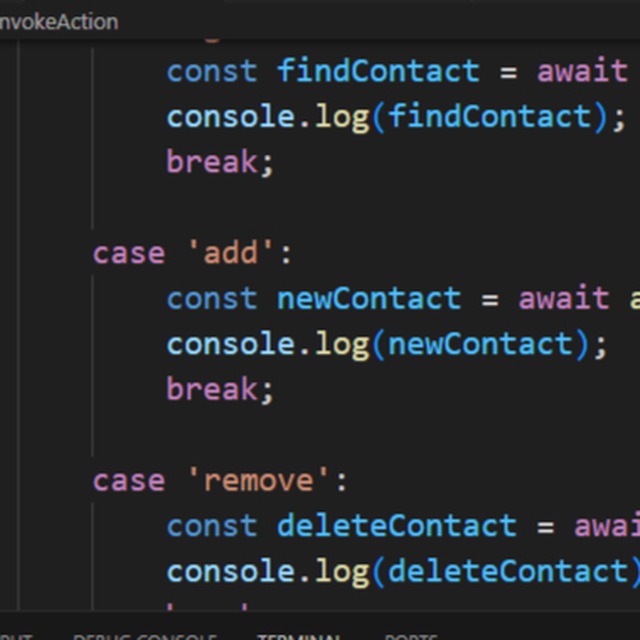 nvokeAction
const findContact = await
console.log(findContact);
break;
case 'add':
const newContact = await a
console.log(newContact);
break;
case 'remove':
const deleteContact = awai
console.log(deleteContact)
DEBUG CONSOLE TERMINAL PORTS